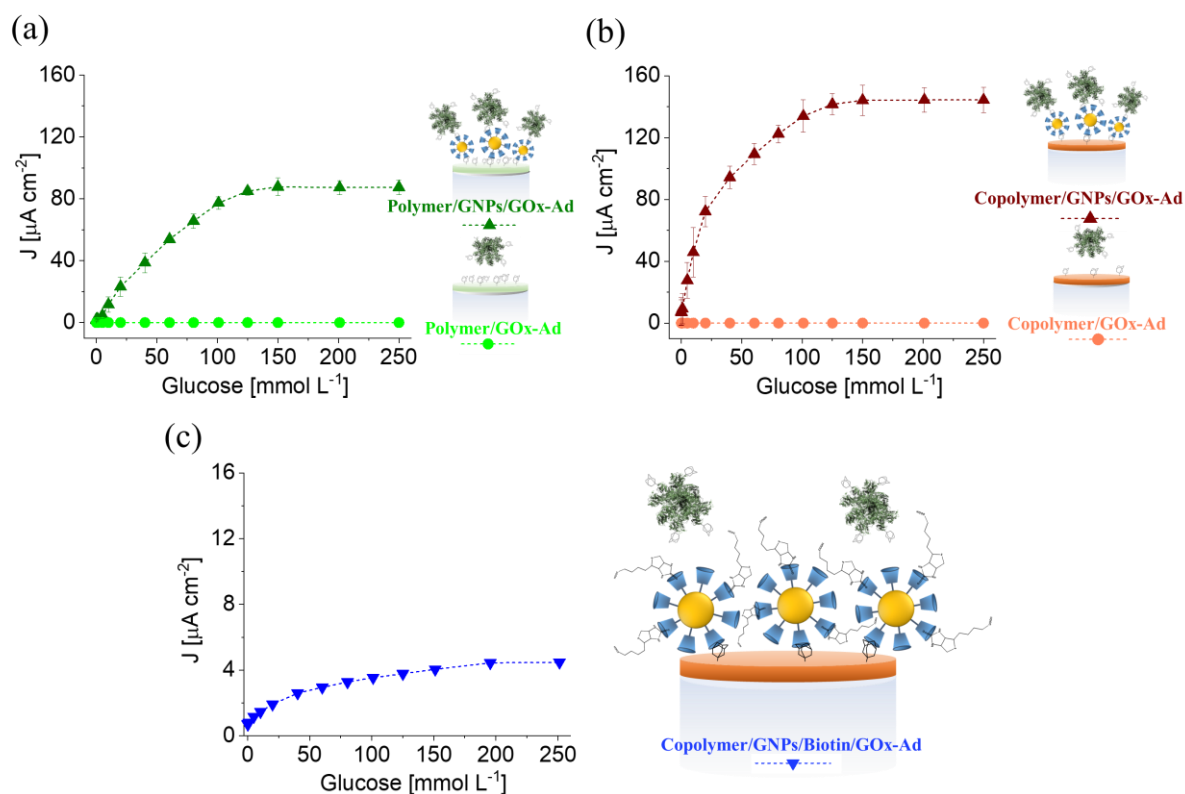 (a)
160
120
80
40
0
J [µA cm⁻²]
0 50 100 150 200 250
Glucose [mmol L⁻¹]
Polymer/GNPs/GOx-Ad
Polymer/GOx-Ad
(b)
160
120
80
40
0
J [µA cm⁻²]
0 50 100 150 200 250
Glucose [mmol L⁻¹]
Copolymer/GNPs/GOx-Ad
Copolymer/GOx-Ad
(c)
16
12
8
4
0
J [µA cm⁻²]
0 50 100 150 200 250
Glucose [mmol L⁻¹]
Copolymer/GNPs/Biotin/GOx-Ad